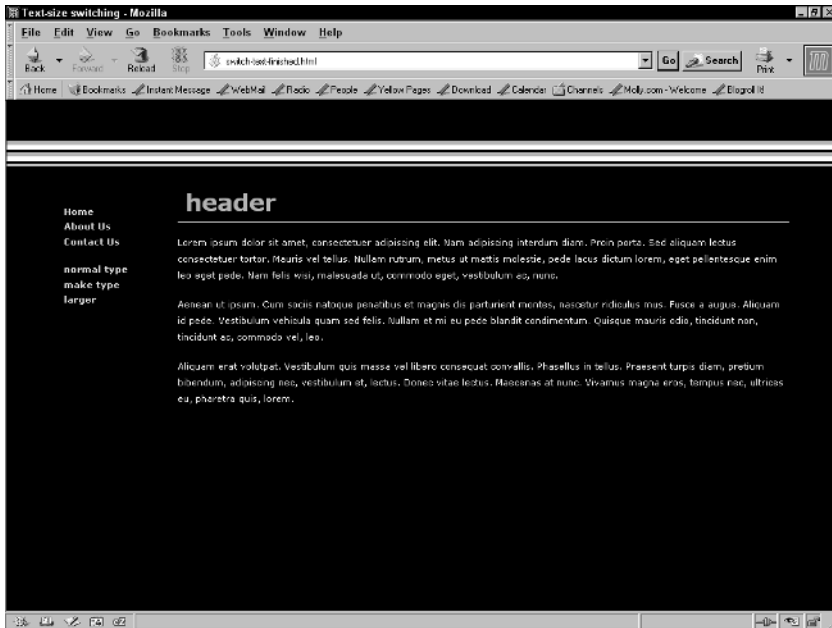 Text-size switching - Mozilla
File Edit View Go Bookmarks Tools Window Help
Back Forward Reload Stop switch-text-finished.html Go Search Print
Home Bookmarks Instant Message WebMail Radio People Yellow Pages Download Calendar Channels Molly.com - Welcome Blogroll It!
header
Home
About Us
Contact Us
normal type
make type
larger
Lorem ipsum dolor sit amet, consectetuer adipiscing elit. Nam adipiscing interdum diam. Proin porta. Sed aliquam lectus
consectetuer tortor. Mauris vel tellus. Nullam rutrum, metus ut mattis molestie, pede lacus dictum lorem, eget pellentesque enim
leo eget pede. Nam felis wisi, malesuada ut, commodo eget, vestibulum ac, nunc.
Aenean ut ipsum. Cum sociis natoque penatibus et magnis dis parturient montes, nascetur ridiculus mus. Fusce a augue. Aliquam
id pede. Vestibulum vehicula quam sed felis. Nullam et mi eu pede blandit condimentum. Quisque mauris odio, tincidunt non,
tincidunt ac, commodo vel, leo.
Aliquam erat volutpat. Vestibulum quis massa vel libero consequat convallis. Phasellus in tellus. Praesent turpis diam, pretium
bibendum, adipiscing nec, vestibulum et, lectus. Donec vitae lectus. Maecenas at nunc. Vivamus magna eros, tempus nec, ultrices
eu, pharetra quis, lorem.